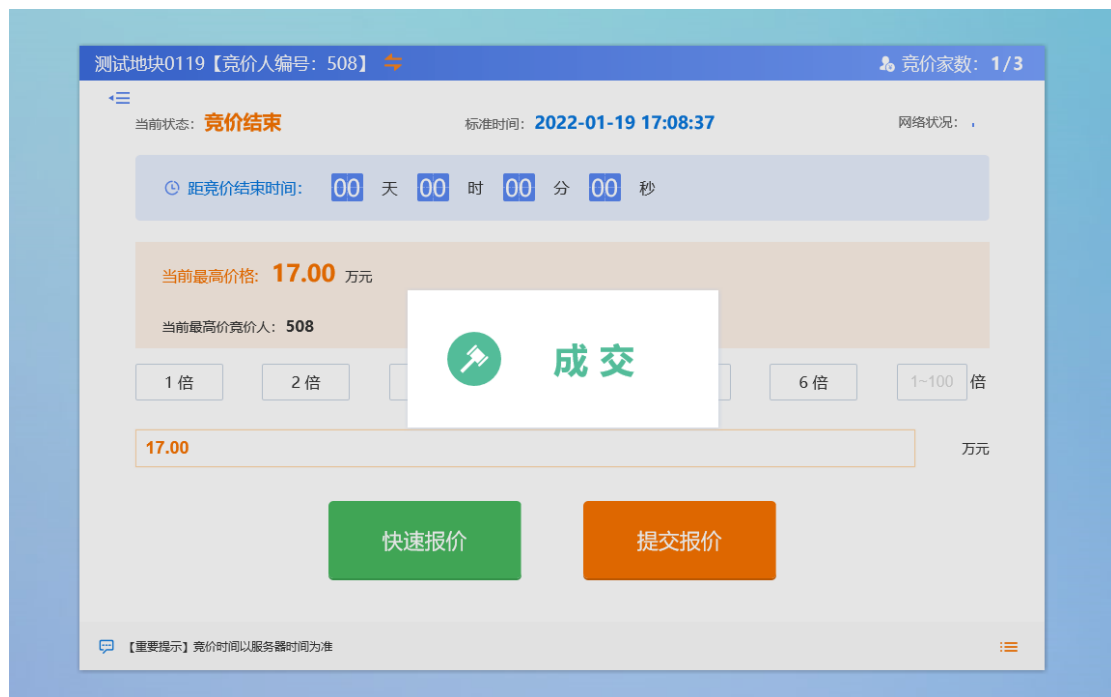 测试地块0119【竞价人编号：508】 竞价家数：1/3
当前状态：竞价结束 标准时间：2022-01-19 17:08:37 网络状况：
距竞价结束时间： 00 天 00 时 00 分 00 秒
当前最高价格：17.00 万元
当前最高价竞价人：508
成交
1 倍 2 倍 6 倍 1~100 倍
17.00 万元
快速报价 提交报价
【重要提示】竞价时间以服务器时间为准